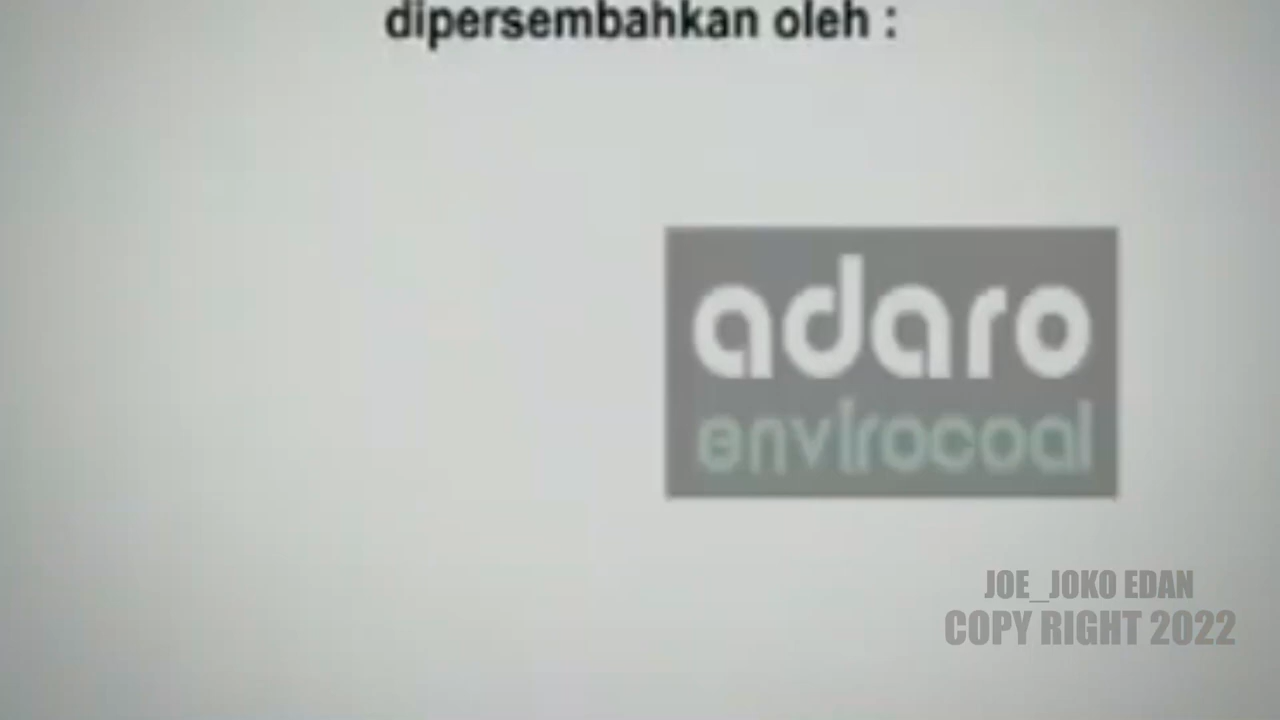 dipersembahkan oleh :
adaro
envirocoal
JOE_JOKO EDAN
COPY RIGHT 2022